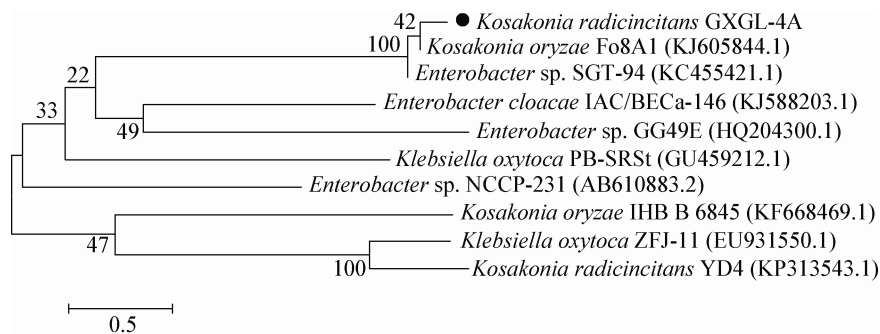 42
Kosakonia radicincitans GXGL-4A
100
Kosakonia oryzae Fo8A1 (KJ605844.1)
Enterobacter sp. SGT-94 (KC455421.1)
22
Enterobacter cloacae IAC/BECa-146 (KJ588203.1)
33
49
Enterobacter sp. GG49E (HQ204300.1)
Klebsiella oxytoca PB-SRSt (GU459212.1)
Enterobacter sp. NCCP-231 (AB610883.2)
Kosakonia oryzae IHB B 6845 (KF668469.1)
47
Klebsiella oxytoca ZFJ-11 (EU931550.1)
100
Kosakonia radicincitans YD4 (KP313543.1)
0.5